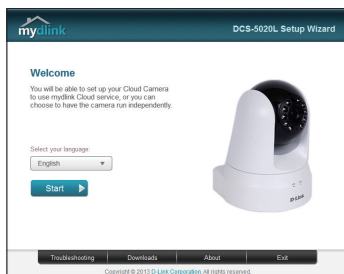 mydlink
DCS-5020L Setup Wizard
Welcome
You will be able to set up your Cloud Camera
to use mydlink Cloud service, or you can
choose to have the camera run independently.
Select your language:
English
Start
D-Link
Troubleshooting Downloads About Exit
Copyright © 2013 D-Link Corporation. All rights reserved.